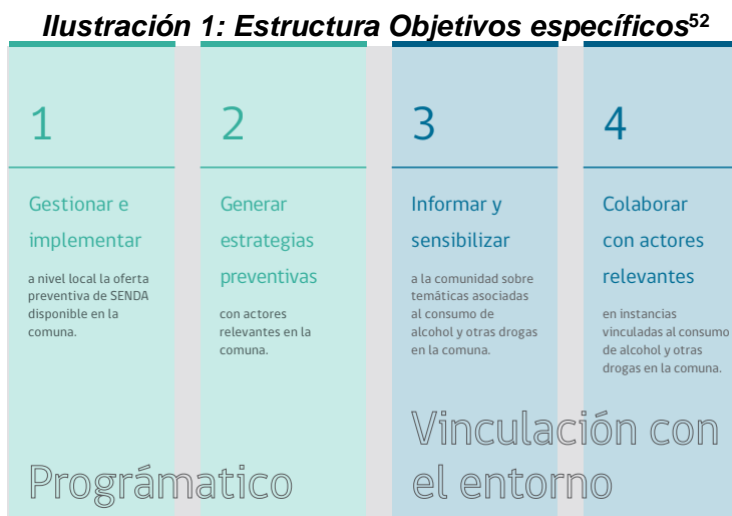 Ilustración 1: Estructura Objetivos específicos52
1
Gestionar e
implementar
a nivel local la oferta
preventiva de SENDA
disponible en la
comuna.
2
Generar
estrategias
preventivas
con actores
relevantes en la
comuna.
3
Informar y
sensibilizar
a la comunidad sobre
temáticas asociadas
al consumo de
alcohol y otras drogas
en la comuna.
4
Colaborar
con actores
relevantes
en instancias
vinculadas al consumo
de alcohol y otras
drogas en la comuna.
Prográmatico
Vinculación con
el entorno